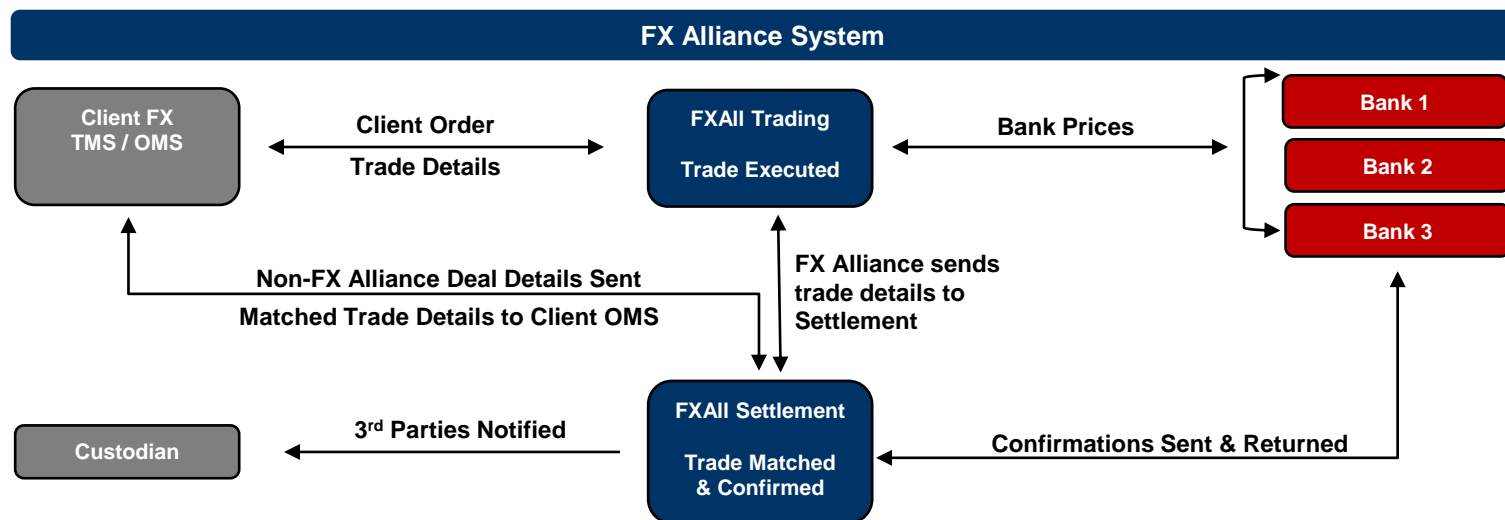 FX Alliance System
Client FX
TMS / OMS
Client Order
Trade Details
FXAll Trading
Trade Executed
Bank Prices
Bank 1
Bank 2
Bank 3
Non-FX Alliance Deal Details Sent
Matched Trade Details to Client OMS
FX Alliance sends
trade details to
Settlement
Custodian
3rd Parties Notified
FXAll Settlement
Trade Matched
& Confirmed
Confirmations Sent & Returned